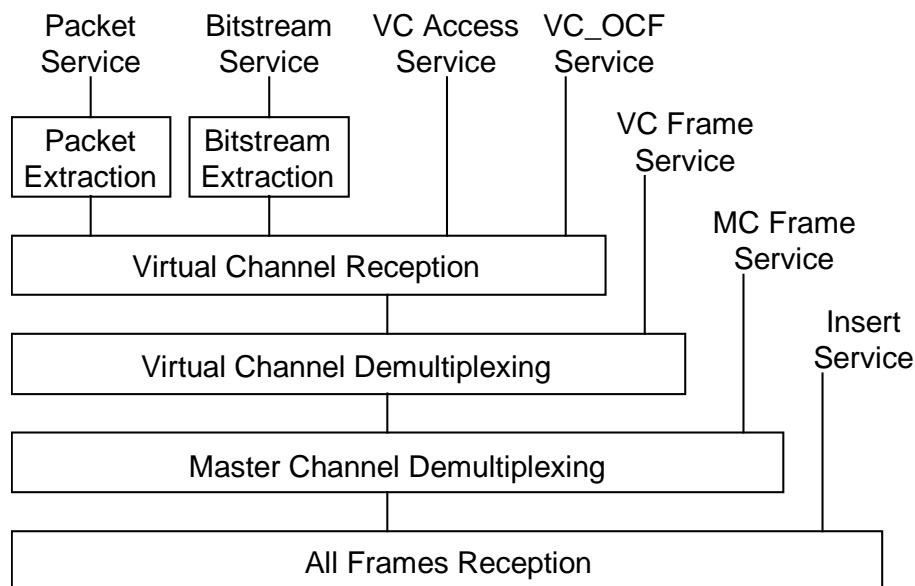 Packet
Service
Bitstream
Service
VC Access
Service
VC_OCF
Service
Packet
Extraction
Bitstream
Extraction
VC Frame
Service
MC Frame
Service
Virtual Channel Reception
Insert
Service
Virtual Channel Demultiplexing
Master Channel Demultiplexing
All Frames Reception